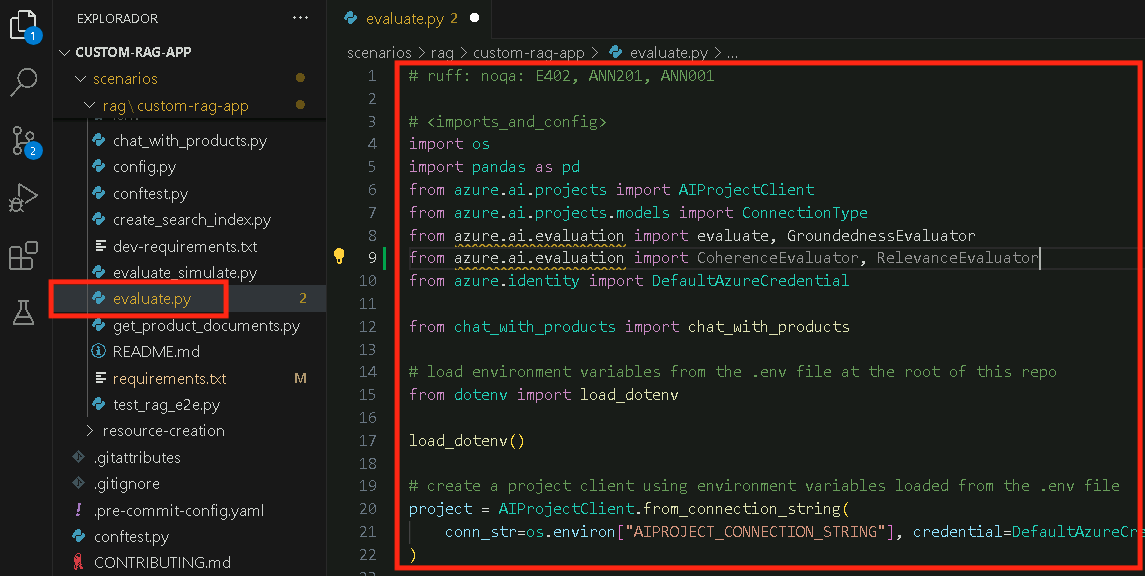 1
EXPLORADOR
...
evaluate.py 2
CUSTOM-RAG-APP
scenarios > rag > custom-rag-app > evaluate.py > ...
scenarios
rag\custom-rag-app
chat_with_products.py
config.py
conftest.py
create_search_index.py
dev-requirements.txt
evaluate_simulate.py
evaluate.py 2
get_product_documents.py
README.md
requirements.txt M
test_rag_e2e.py
resource-creation
.gitattributes
.gitignore
.pre-commit-config.yaml
conftest.py
CONTRIBUTING.md
2
1 # ruff: noqa: E402, ANN201, ANN001
2
3 # <imports_and_config>
4 import os
5 import pandas as pd
6 from azure.ai.projects import AIProjectClient
7 from azure.ai.projects.models import ConnectionType
8 from azure.ai.evaluation import evaluate, GroundednessEvaluator
9 from azure.ai.evaluation import CoherenceEvaluator, RelevanceEvaluator
10 from azure.identity import DefaultAzureCredential
11
12 from chat_with_products import chat_with_products
13
14 # load environment variables from the .env file at the root of this repo
15 from dotenv import load_dotenv
16
17 load_dotenv()
18
19 # create a project client using environment variables loaded from the .env file
20 project = AIProjectClient.from_connection_string(
21 conn_str=os.environ["AIPROJECT_CONNECTION_STRING"], credential=DefaultAzureCre
22 )